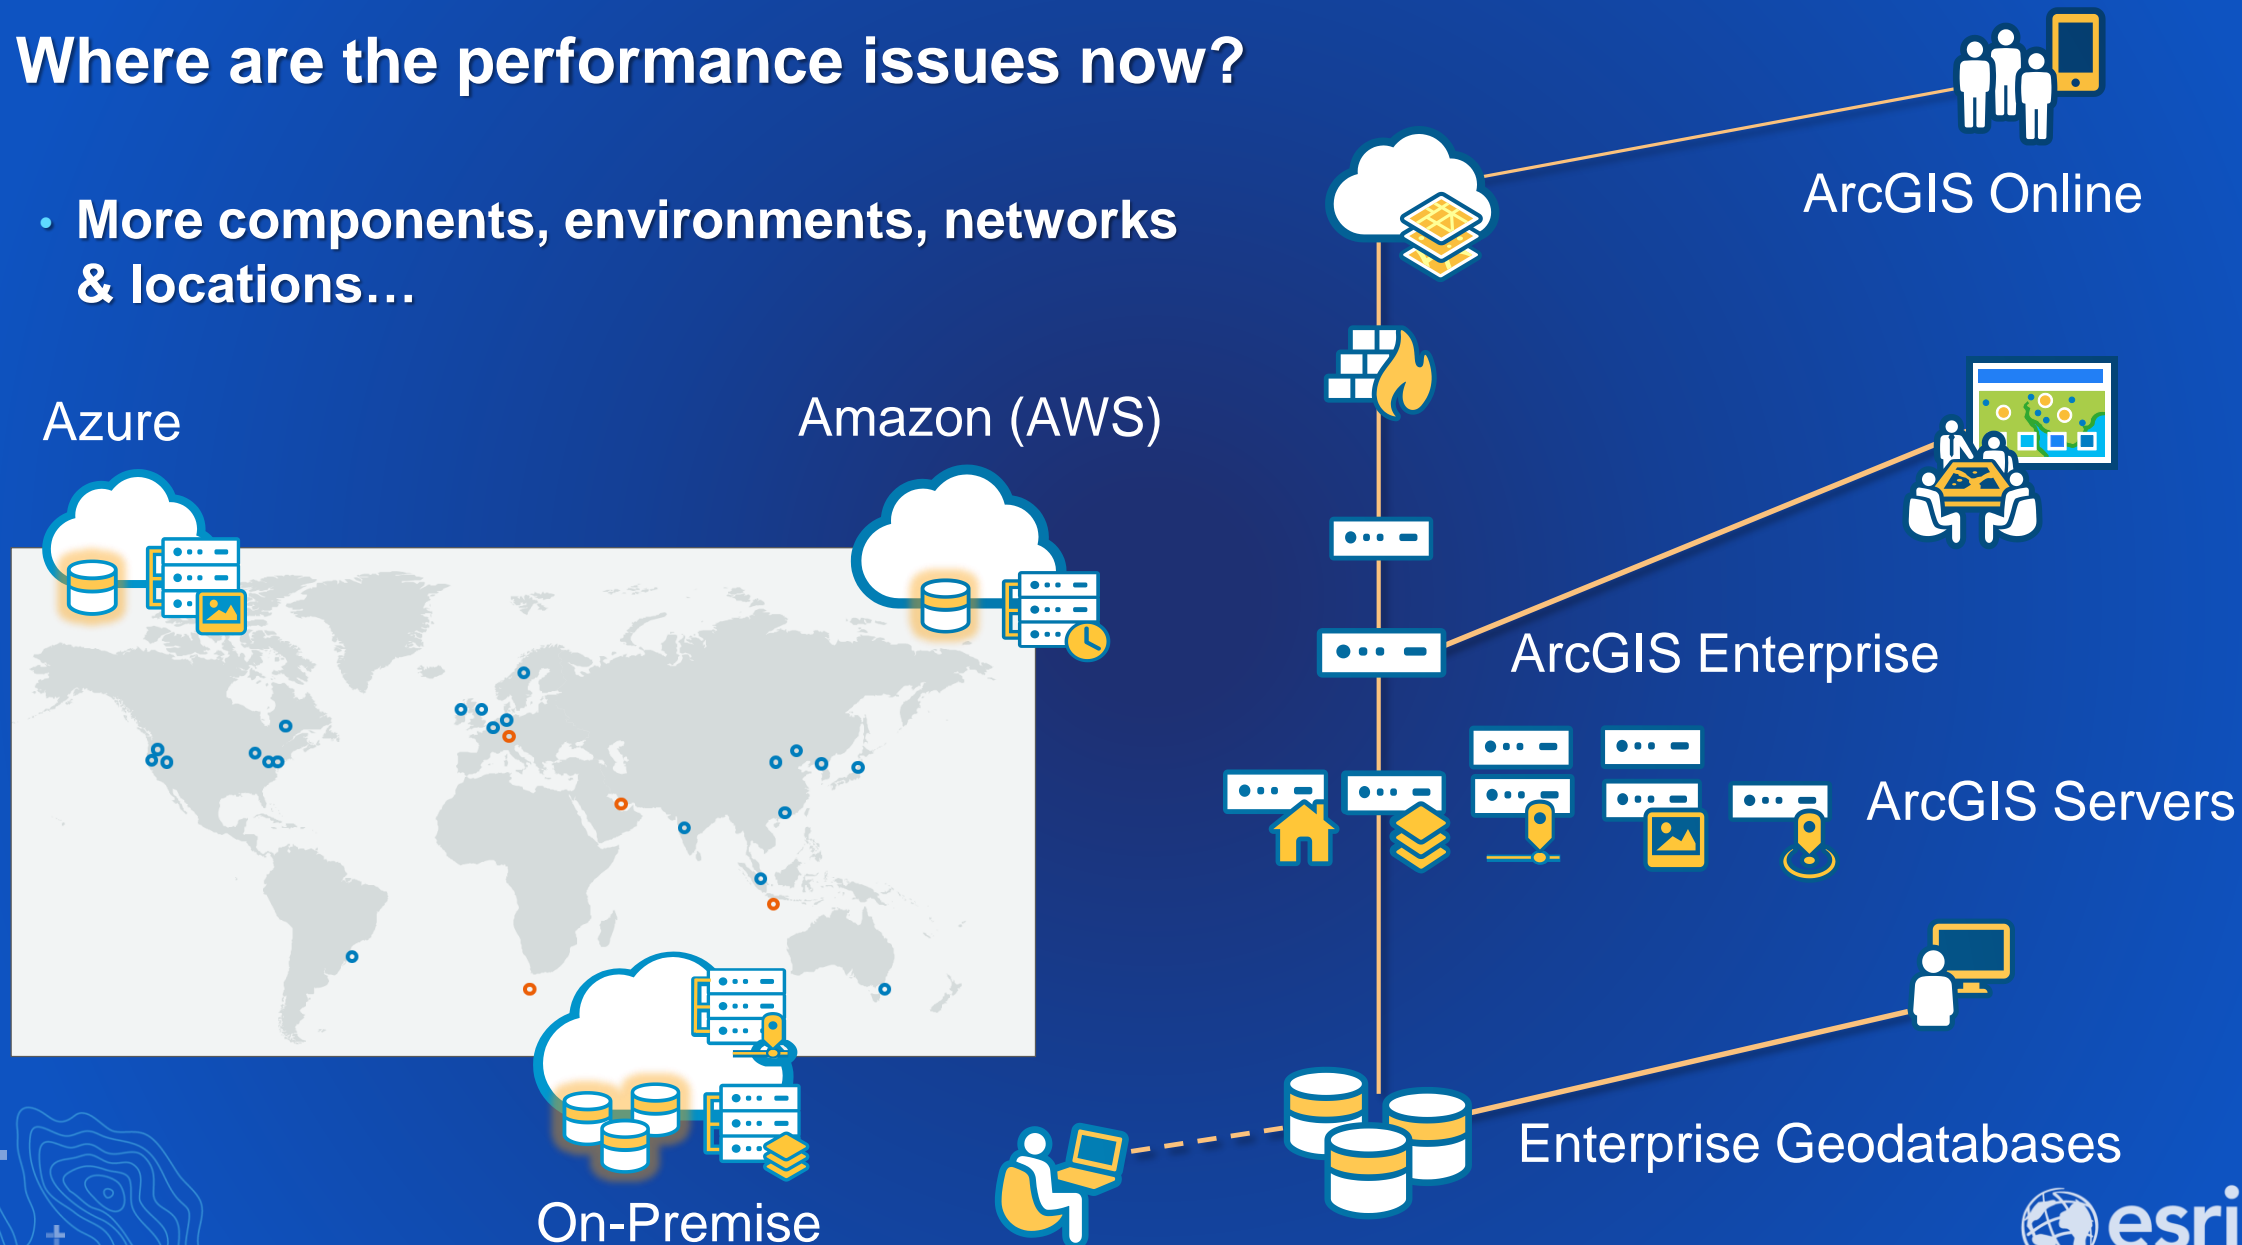 Where are the performance issues now?
• More components, environments, networks
& locations…
Azure
Amazon (AWS)
On-Premise
ArcGIS Online
ArcGIS Enterprise
ArcGIS Servers
Enterprise Geodatabases
esri